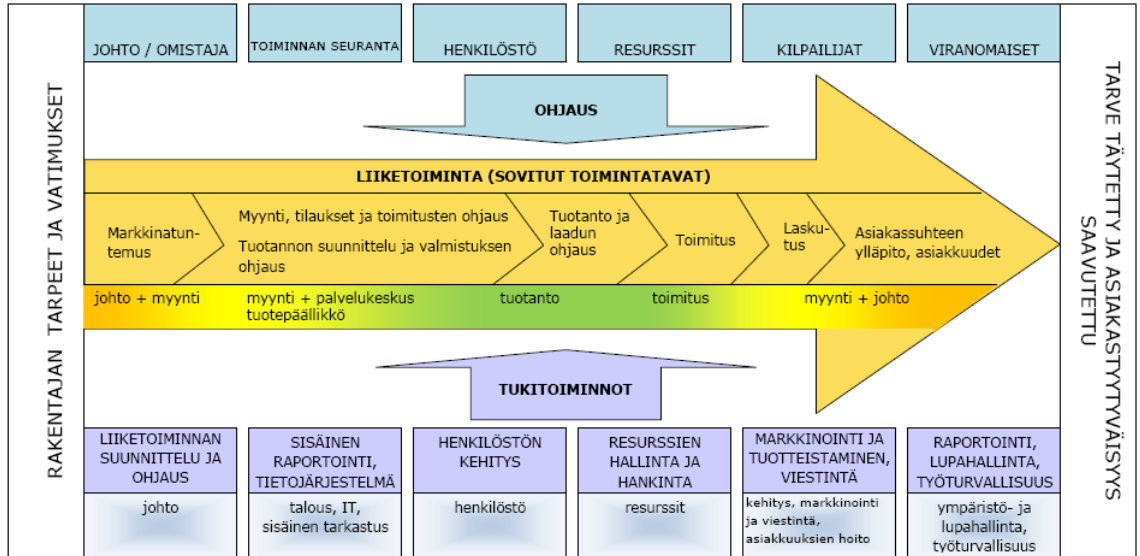 RAKENTAJAN TARPEET JA VATIMUKSET
JOHTO / OMISTAJA
TOIMINNAN SEURANTA
HENKILÖSTÖ
RESURSSIT
KILPAILIJAT
VIRANOMAISET
OHJAUS
LIIKETOIMINTA (SOVITUT TOIMINTATAVAT)
Markkinatun-
temus
Myynti, tilaukset ja toimitusten ohjaus
Tuotannon suunnittelu ja valmistuksen
ohjaus
Tuotanto ja
laadun
ohjaus
Toimitus
Lasku-
tus
Asiakassuhteen
ylläpito, asiakkuudet
johto + myynti
myynti + palvelukeskus
tuotepäällikkö
tuotanto
toimitus
myynti + johto
TUKITOIMINNOT
LIIKETOIMINNAN
SUUNNITTELU JA
OHJAUS
johto
SISÄINEN
RAPORTOINTI,
TIETOJÄRJESTELMÄ
talous, IT,
sisäinen tarkastus
HENKILÖSTÖN
KEHITYS
henkilöstö
RESURSSIEN
HALLINTA JA
HANKINTA
resurssit
MARKKINOINTI JA
TUOTTEISTAMINEN,
VIESTINTÄ
kehitys, markkinointi
ja viestintä,
asiakkuuksien hoito
RAPORTOINTI,
LUPAHALLINTA,
TYÖTURVALLISUUS
ympäristö- ja
lupahallinta,
työturvallisuus
TARVE TÄYTETTY JA ASIAKASTYYTYVÄISYYS
SAAVUTETTU